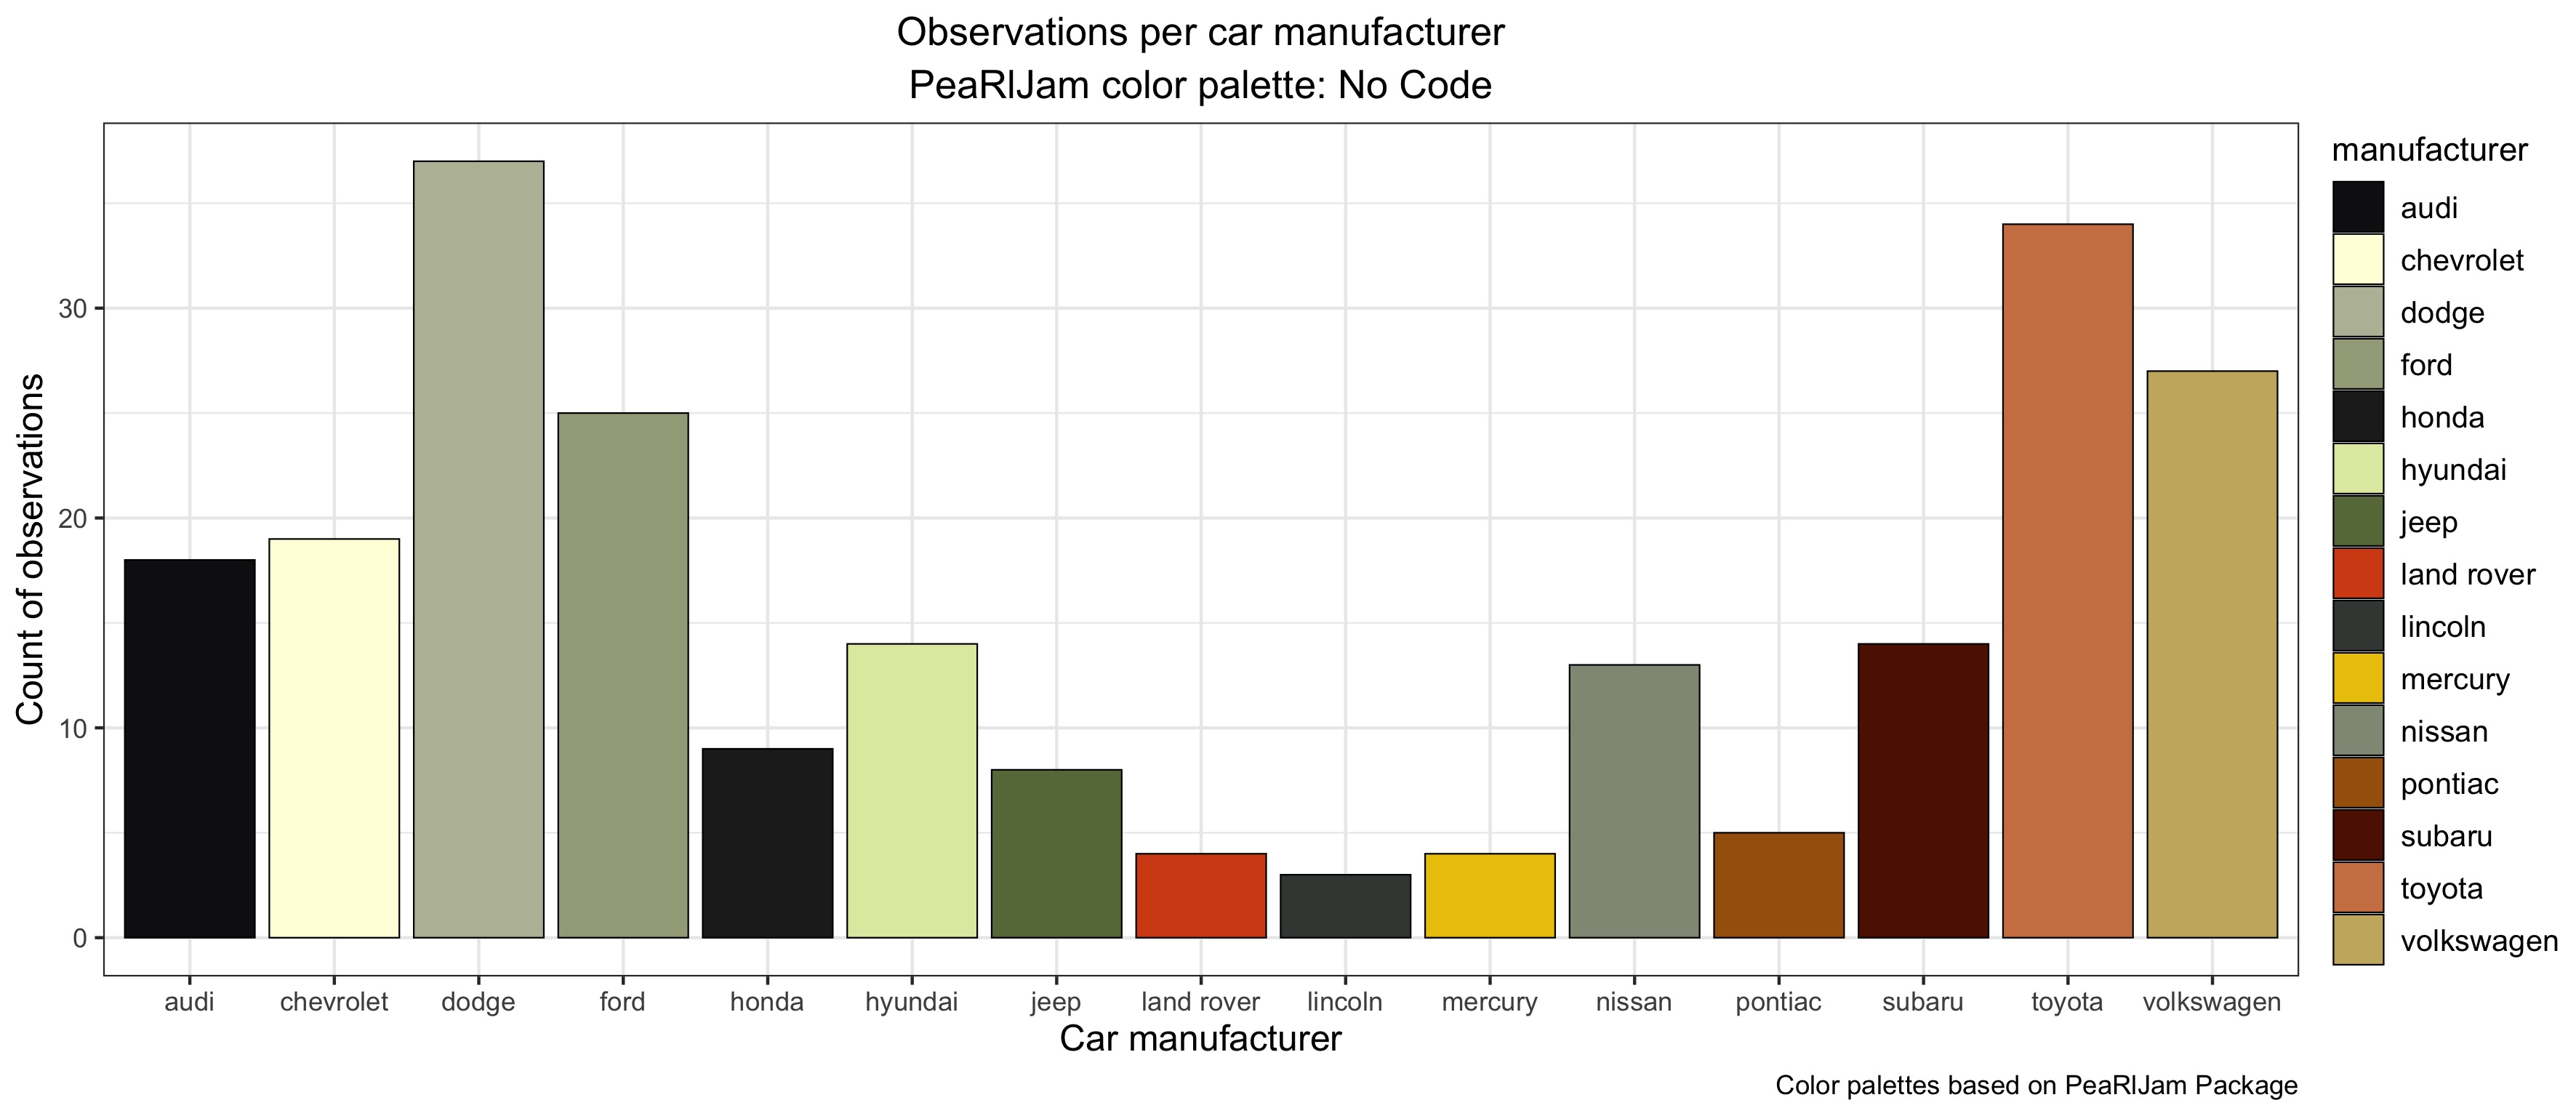 Observations per car manufacturer
PeaRlJam color palette: No Code
Count of observations
30
20
10
0
audi chevrolet dodge ford honda hyundai jeep land rover lincoln mercury nissan pontiac subaru toyota volkswagen
Car manufacturer
manufacturer
audi
chevrolet
dodge
ford
honda
hyundai
jeep
land rover
lincoln
mercury
nissan
pontiac
subaru
toyota
volkswagen
Color palettes based on PeaRlJam Package